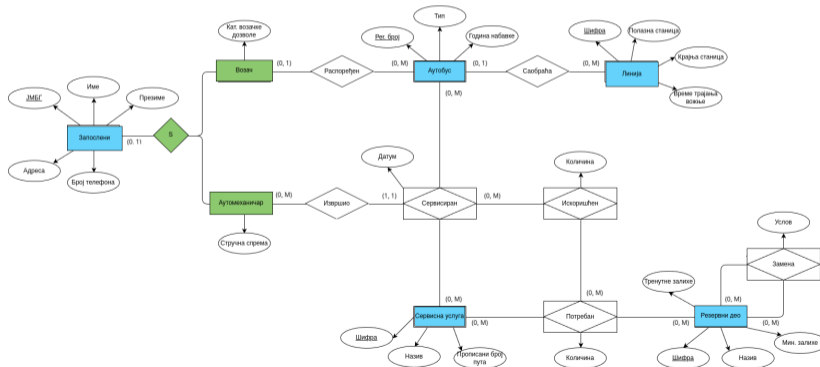 Тип
Кат. возачке
дозволе
Рег. број
Година набавке
Шифра
Полазна станица
Возач
(0, 1)
Распоређен
(0, M)
Аутобус
(0, 1)
Саобраћа
(0, M)
Линија
Крајња станица
(0, M)
Време трајања
вожње
ЈМБГ
Име
Презиме
Запослени
(0. 1)
S
Адреса
Број телефона
Датум
Количина
Аутомеханичар
(0, M)
Извршио
(1, 1)
Сервисиран
(0, M)
Искоришћен
Стручна спрема
Услов
Замена
Тренутне залихе
(0, M)
(0, M)
(0, M)
Сервисна услуга
(0, M)
Потребан
(0, M)
Резервни део
(0, M)
Шифра
Назив
Прописани број
пута
Количина
Шифра
Назив
Мин. залихе